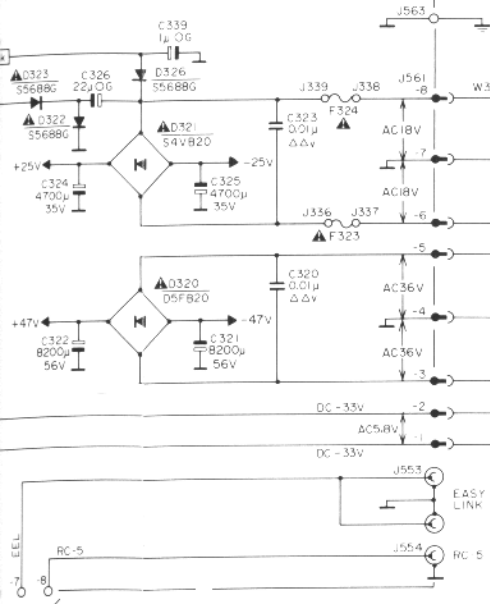 J563
C339
1µ OG
D323
S5688G
C326
22µOG
D326
S5688G
J561
-8
J339
J338
F324
D322
S5688G
D321
S4VB20
C323
0.01µ
△△v
AC18V
-7
+25V
-25V
C324
4700µ
35V
C325
4700µ
35V
AC18V
J336
J337
-6
F323
-5
D320
D5FB20
C320
0.01µ
△△v
AC36V
-4
+47V
-47V
C322
8200µ
56V
C321
8200µ
56V
AC36V
-3
DC-33V
-2
AC5.8V
-1
DC-33V
J553
EASY
LINK
EEL
RC-5
J554
RC-5
-7
-8